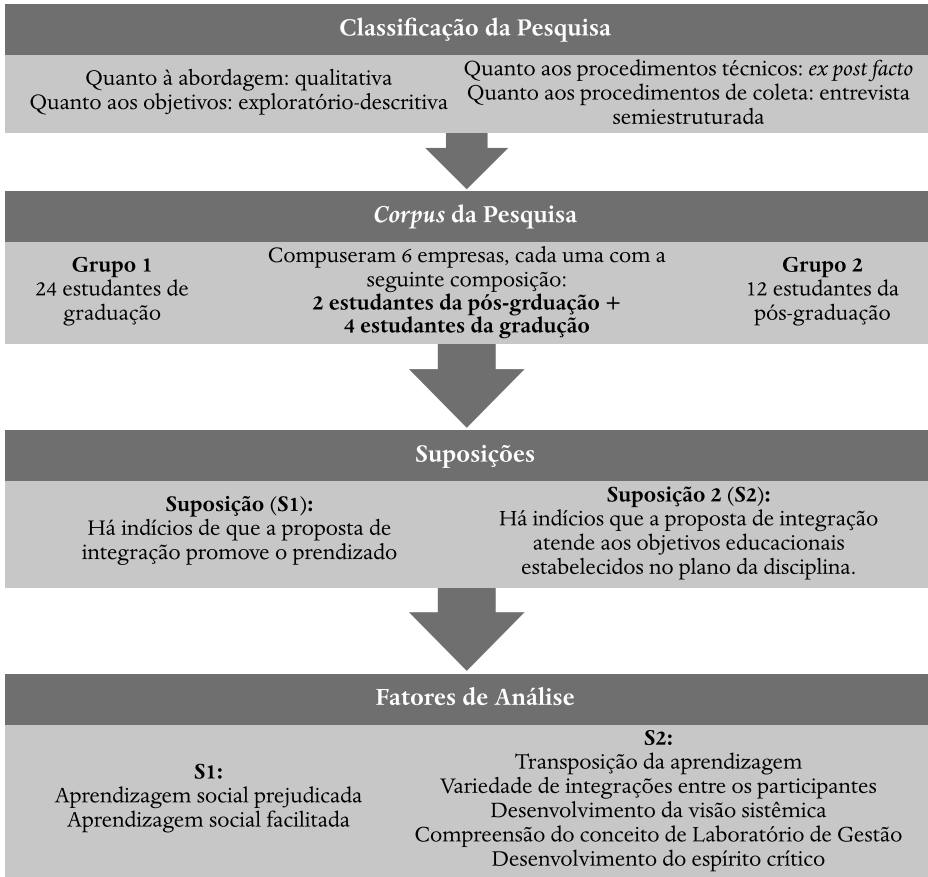 Classificação da Pesquisa
Quanto à abordagem: qualitativa
Quanto aos objetivos: exploratório-descritiva
Quanto aos procedimentos técnicos: ex post facto
Quanto aos procedimentos de coleta: entrevista
semiestruturada
Corpus da Pesquisa
Grupo 1
24 estudantes de
graduação
Compuseram 6 empresas, cada uma com a
seguinte composição:
2 estudantes da pós-grduação +
4 estudantes da gradução
Grupo 2
12 estudantes da
pós-graduação
Suposições
Suposição (S1):
Há indícios de que a proposta de
integração promove o prendizado
Suposição 2 (S2):
Há indícios que a proposta de integração
atende aos objetivos educacionais
estabelecidos no plano da disciplina.
Fatores de Análise
S1:
Aprendizagem social prejudicada
Aprendizagem social facilitada
S2:
Transposição da aprendizagem
Variedade de integrações entre os participantes
Desenvolvimento da visão sistêmica
Compreensão do conceito de Laboratório de Gestão
Desenvolvimento do espírito crítico